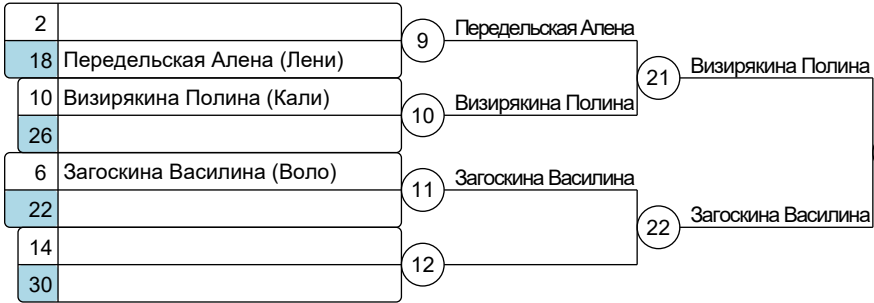 2
18 Передельская Алена (Лени)
10 Визирякина Полина (Кали)
26
6 Загоскина Василина (Воло)
22
14
30
9
Передельская Алена
10
Визирякина Полина
11
Загоскина Василина
12
21
Визирякина Полина
22
Загоскина Василина